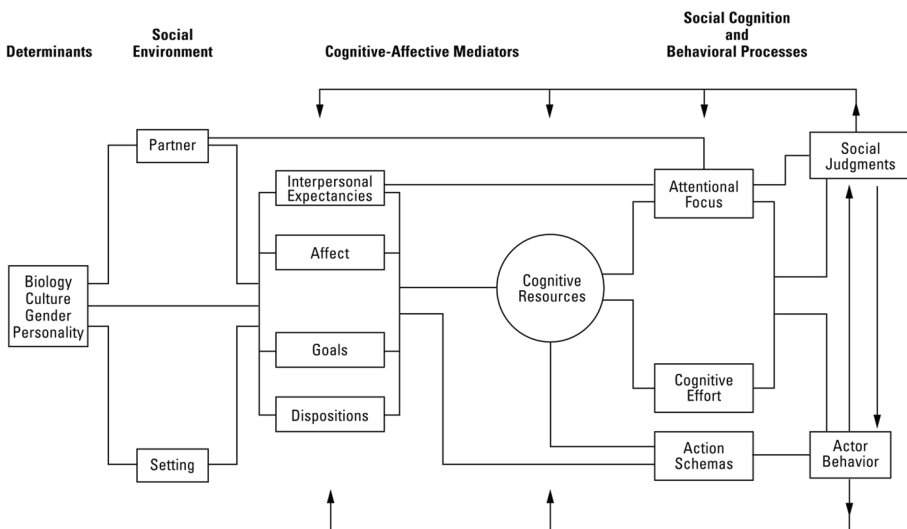 Determinants
Social
Environment
Cognitive-Affective Mediators
Social Cognition
and
Behavioral Processes
Partner
Social
Judgments
Interpersonal
Expectancies
Attentional
Focus
Affect
Biology
Culture
Gender
Personality
Cognitive
Resources
Goals
Cognitive
Effort
Dispositions
Setting
Action
Schemas
Actor
Behavior